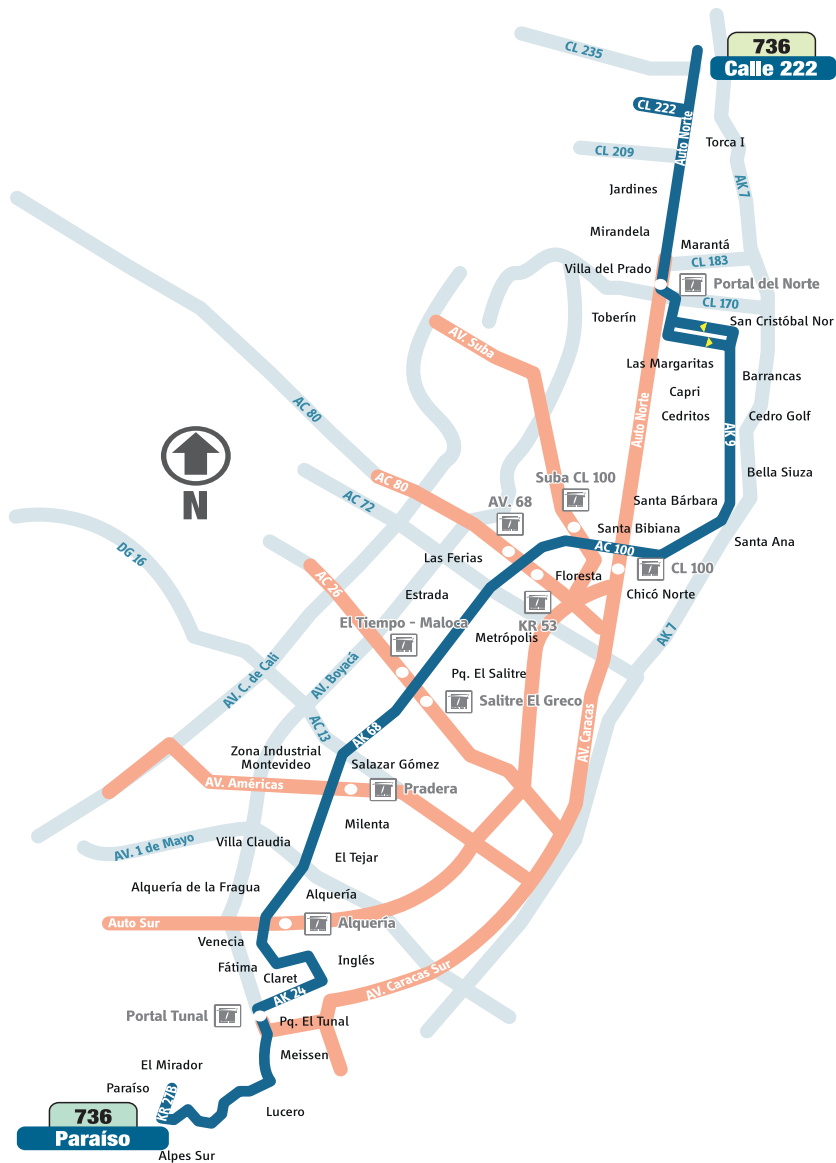 736
Calle 222
CL 235
CL 222
Auto Norte
Torca I
CL 209
AK 7
Jardines
Mirandela
Marantá
CL 183
Villa del Prado
Portal del Norte
CL 170
Toberín
San Cristóbal Nor
AV. Suba
Las Margaritas
Barrancas
Capri
AC 80
Auto Norte
Cedritos
AK 9
Cedro Golf
N
AC 80
Suba CL 100
Bella Siuza
AC 72
AV. 68
Santa Bárbara
Santa Bibiana
Santa Ana
DG 16
Las Ferias
AC 100
CL 100
AC 26
Floresta
Estrada
Chicó Norte
El Tiempo - Maloca
KR 53
Metrópolis
AK 7
AV. C. de Cali
AV. Boyacá
Pq. El Salitre
Salitre El Greco
AC 13
AK 68
AV. Caracas
Zona Industrial
Montevideo
Salazar Gómez
AV. Américas
Pradera
Milenta
AV. 1 de Mayo
Villa Claudia
El Tejar
Alquería de la Fragua
Alquería
Auto Sur
Alquería
Venecia
Inglés
Fátima
Claret
AV. Caracas Sur
AK 24
Portal Tunal
Pq. El Tunal
Meissen
El Mirador
Paraíso
KR 27B
736
Lucero
Paraíso
Alpes Sur